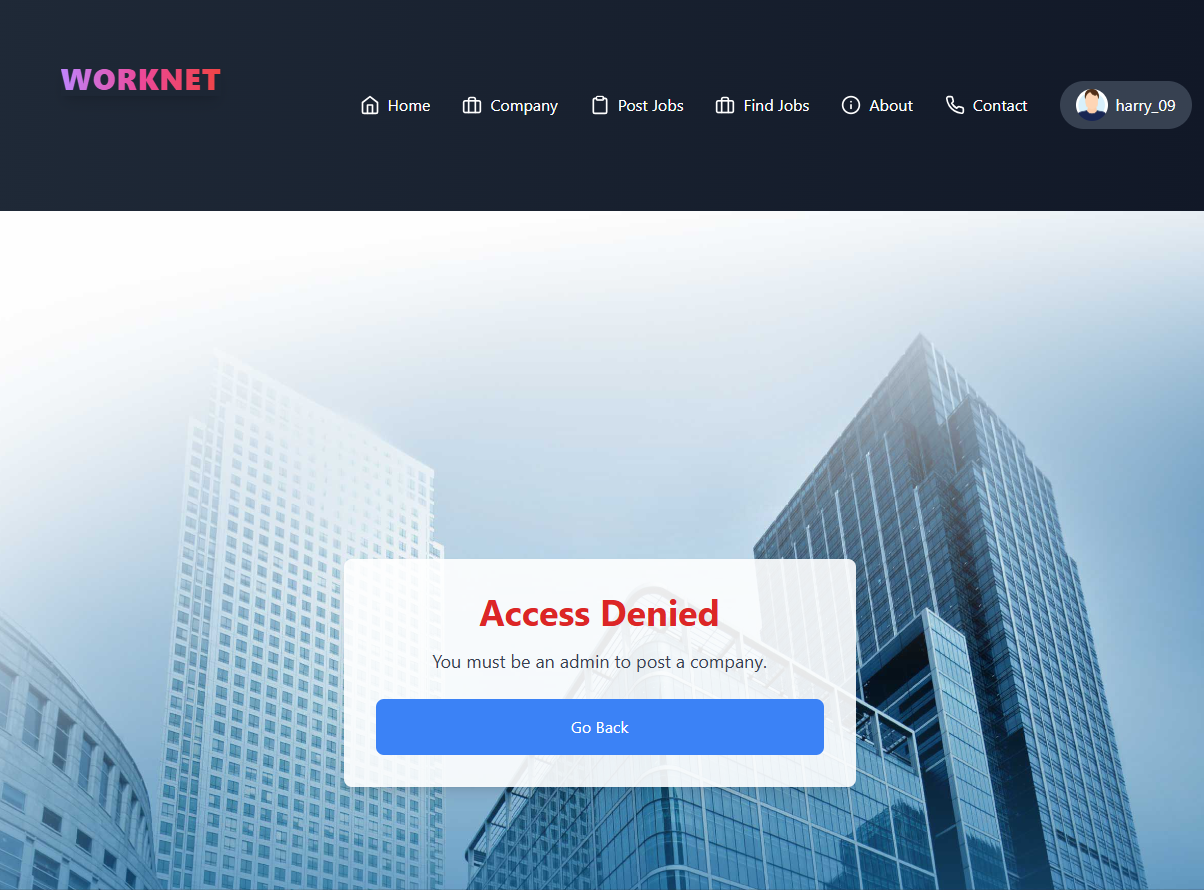 WORKNET
Home
Company
Post Jobs
Find Jobs
About
Contact
harry_09
Access Denied
You must be an admin to post a company.
Go Back